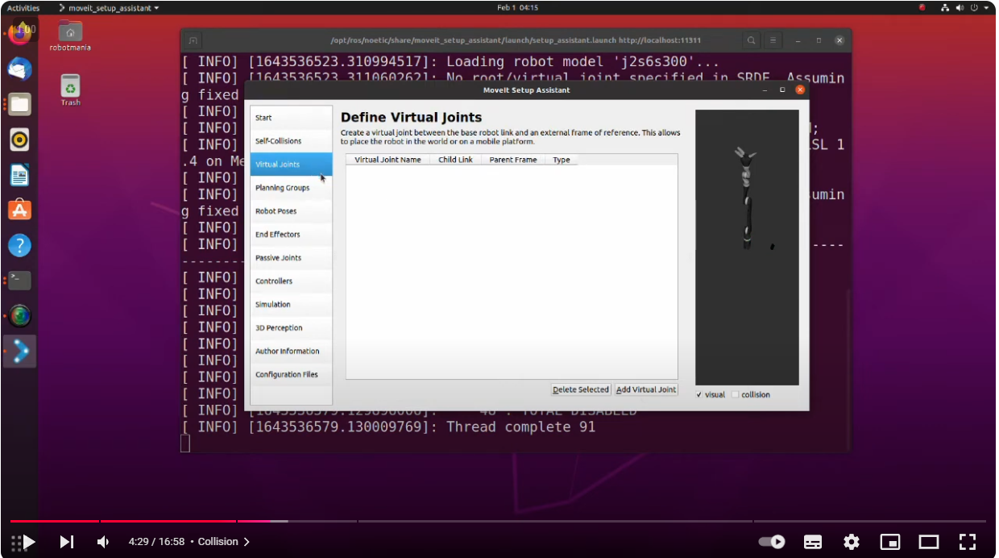 Activities
moveit_setup_assistant
Feb 1 04:15
robotmania
Trash
/opt/ros/noetic/share/moveit_setup_assistant/launch/setup_assistant.launch http://localhost:11311
[ INFO] [1643536523.310994517]: Loading robot model 'j2s6s300'...
[ INFO] [1643536523.311060262]: No root/virtual joint specified in SRDF. Assumin
g fixed
[ INFO]
[ INFO]
[ INFO] SL 1
.4 on Me
[ INFO]
[ INFO] umin
g fixed
[ INFO]
[ INFO] ----
--------
[ INFO]
[ INFO]
[ INFO]
[ INFO]
[ INFO]
[ INFO]
[ INFO]
[ INFO]
[ INFO] TOTAL DISABLED
[ INFO] [1643536579.130009769]: Thread complete 91
MoveIt Setup Assistant
Start
Self-Collisions
Virtual Joints
Planning Groups
Robot Poses
End Effectors
Passive Joints
Controllers
Simulation
3D Perception
Author Information
Configuration Files
Define Virtual Joints
Create a virtual joint between the base robot link and an external frame of reference. This allows
to place the robot in the world or on a mobile platform.
Virtual Joint Name Child Link Parent Frame Type
Delete Selected Add Virtual Joint
visual collision
4:29 / 16:58 • Collision